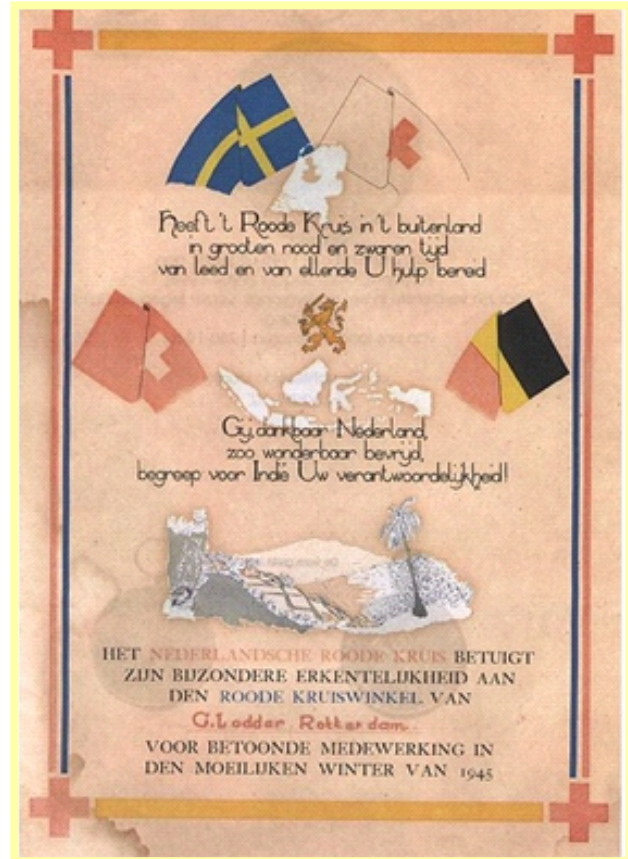 Heeft 't Roode Kruis in 't buitenland
in grooten nood en zwaren tijd
van leed en van ellende U hulp bereid
Gij, dankbaar Nederland,
zoo wonderbaar bevrijd,
begreep voor Indië Uw verantwoordelijkheid!
HET NEDERLANDSCHE ROODE KRUIS BETUIGT
ZIJN BIJZONDERE ERKENTELIJKHEID AAN
DEN ROODE KRUISWINKEL VAN
G. Lodder Rotterdam
VOOR BETOONDE MEDEWERKING IN
DEN MOEILIJKEN WINTER VAN 1945